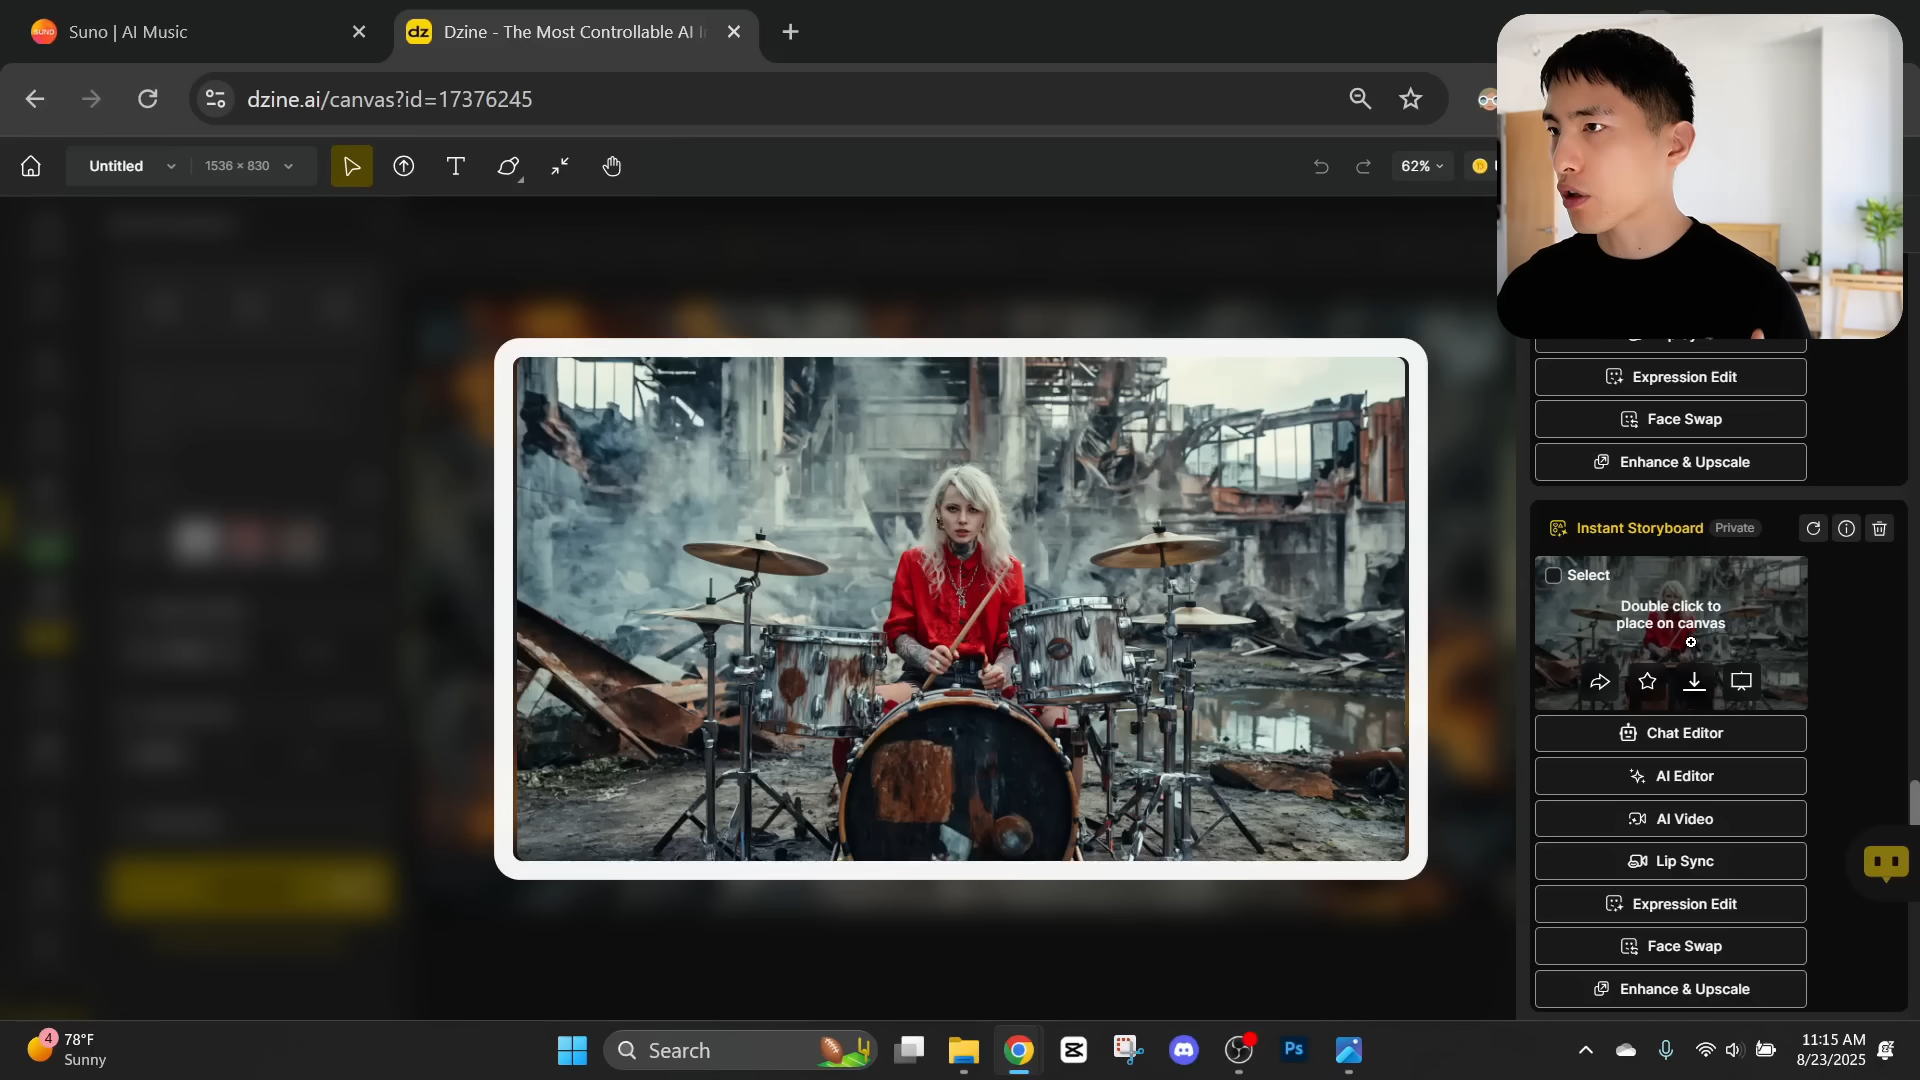 Suno | AI Music
dz
Dzine - The Most Controllable AI I
dzine.ai/canvas?id=17376245
Untitled
1536 × 830
62%
Expression Edit
Face Swap
Enhance & Upscale
Instant Storyboard
Private
Select
Double click to
place on canvas
Chat Editor
AI Editor
AI Video
Lip Sync
Expression Edit
Face Swap
Enhance & Upscale
4
78°F
Sunny
Search
Ps
11:15 AM
8/23/2025